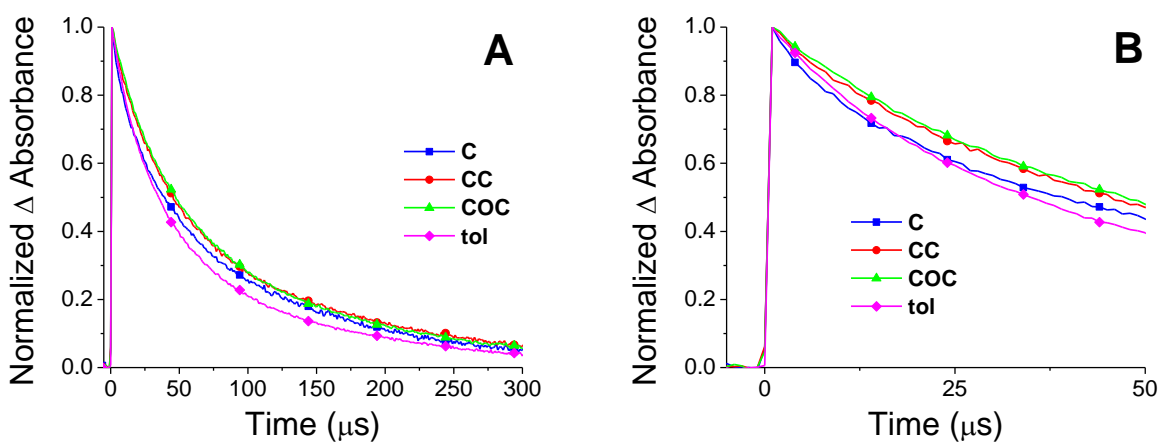 A
Normalized Δ Absorbance
1.0
0.8
0.6
0.4
0.2
0.0
C
CC
COC
tol
0 50 100 150 200 250 300
Time (μs)
B
Normalized Δ Absorbance
1.0
0.8
0.6
0.4
0.2
0.0
C
CC
COC
tol
0 25 50
Time (μs)